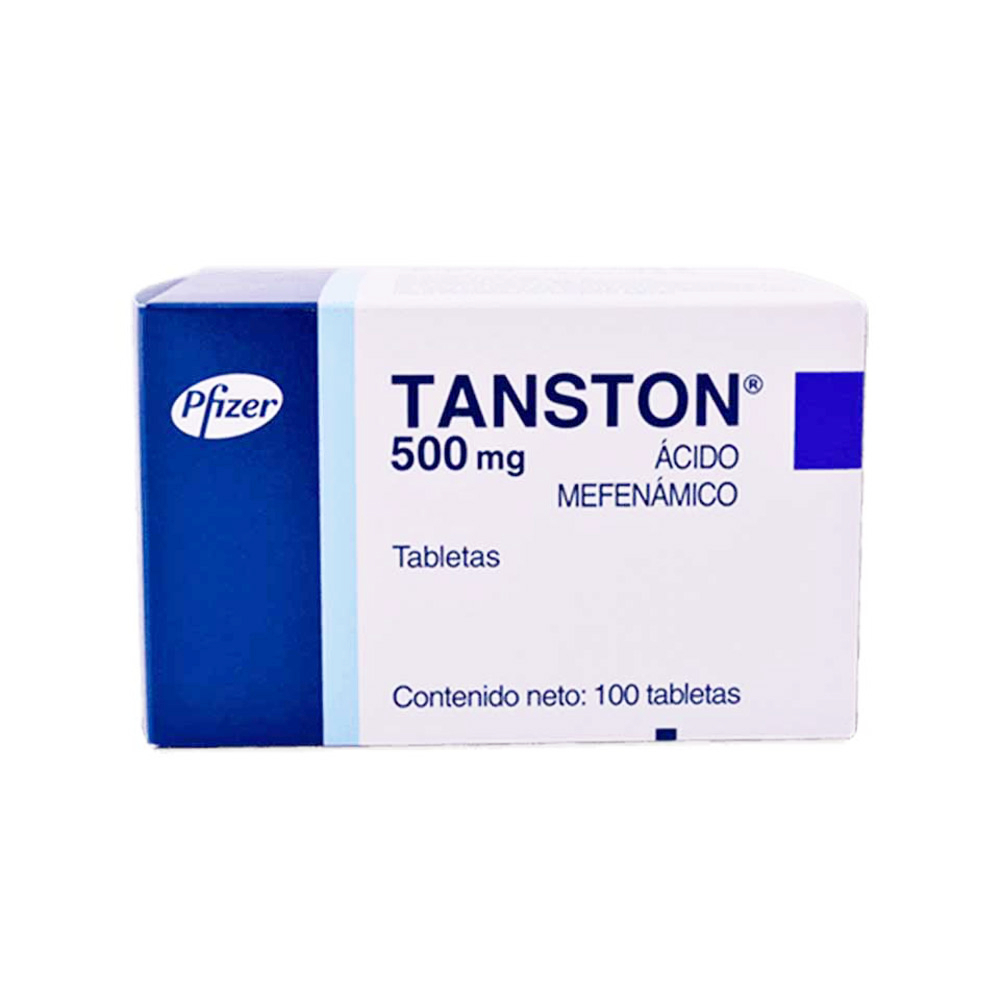 Pfizer
TANSTON®
500 mg
ÁCIDO
MEFENÁMICO
Tabletas
Contenido neto: 100 tabletas